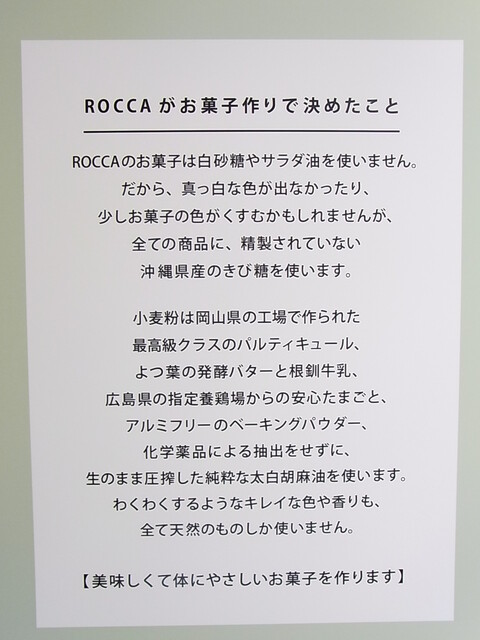 ROCCAがお菓子作りで決めたこと
ROCCAのお菓子は白砂糖やサラダ油を使いません。
だから、真っ白な色が出なかったり、
少しお菓子の色がくすむかもしれませんが、
全ての商品に、精製されていない
沖縄県産のきび糖を使います。
小麦粉は岡山県の工場で作られた
最高級クラスのパルティキュール、
よつ葉の発酵バターと根釧牛乳、
広島県の指定養鶏場からの安心たまごと、
アルミフリーのベーキングパウダー、
化学薬品による抽出をせずに、
生のまま圧搾した純粋な太白胡麻油を使います。
わくわくするようなキレイな色や香りも、
全て天然のものしか使いません。
【美味しくて体にやさしいお菓子を作ります】